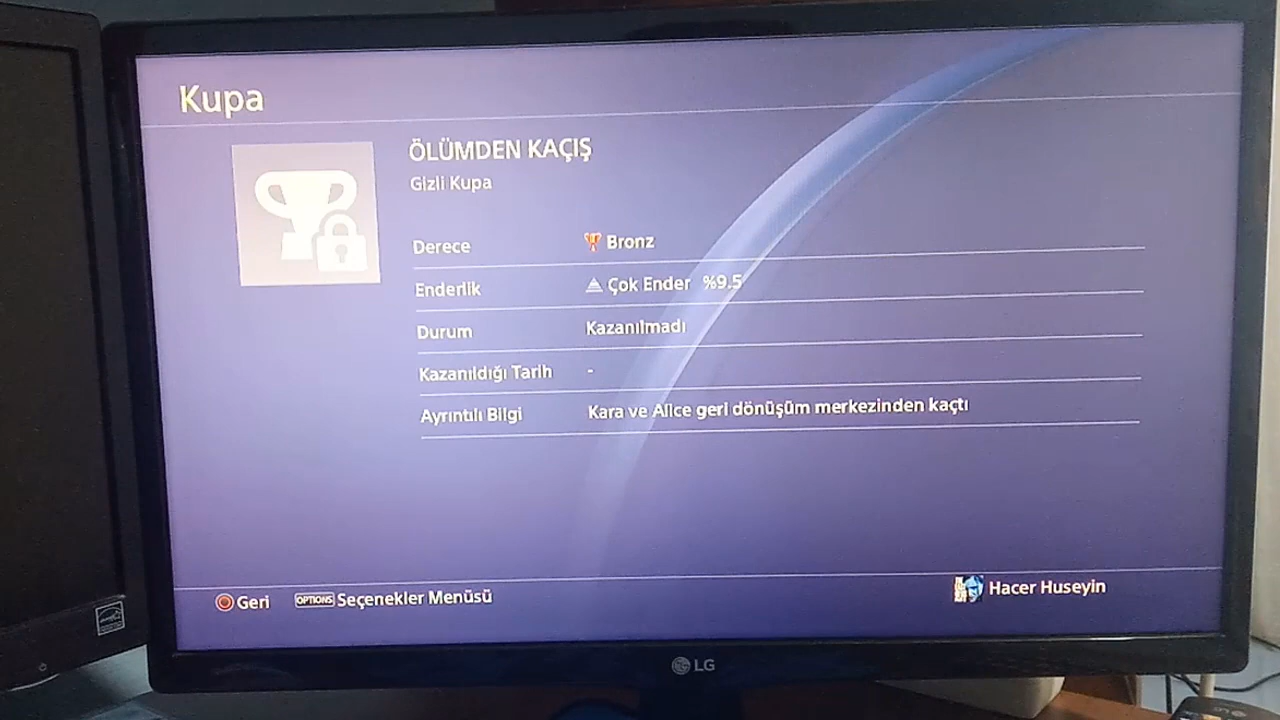 Kupa
ÖLÜMDEN KAÇIŞ
Gizli Kupa
Derece Bronz
Enderlik Çok Ender %9.5
Durum Kazanılmadı
Kazanıldığı Tarih -
Ayrıntılı Bilgi Kara ve Alice geri dönüşüm merkezinden kaçtı
Geri OPTIONS Seçenekler Menüsü Hacer Huseyin
LG